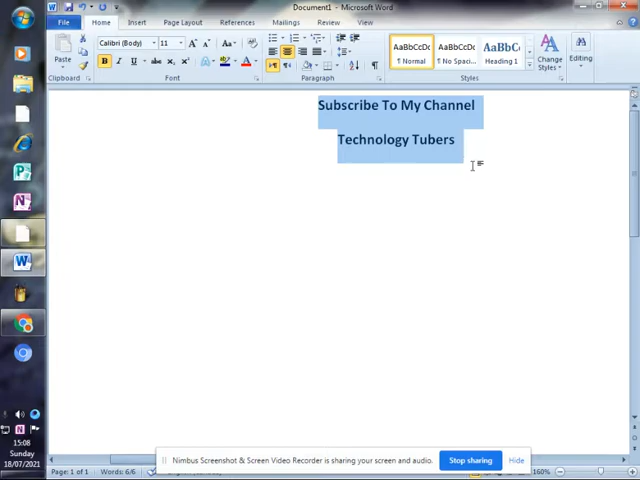 Document1 - Microsoft Word
File Home Insert Page Layout References Mailings Review View
Calibri (Body) 11 A A Aa
Paste
B I U abc
AaBbCcDc AaBbCcDc AaBbCc
¶ Normal ¶ No Spaci... Heading 1
Change Styles
Editing
Clipboard Font Paragraph Styles
Subscribe To My Channel
Technology Tubers
15:08
Sunday
18/07/2021
Nimbus Screenshot & Screen Video Recorder is sharing your screen and audio. Stop sharing Hide
Page: 1 of 1 Words: 6/6 160%